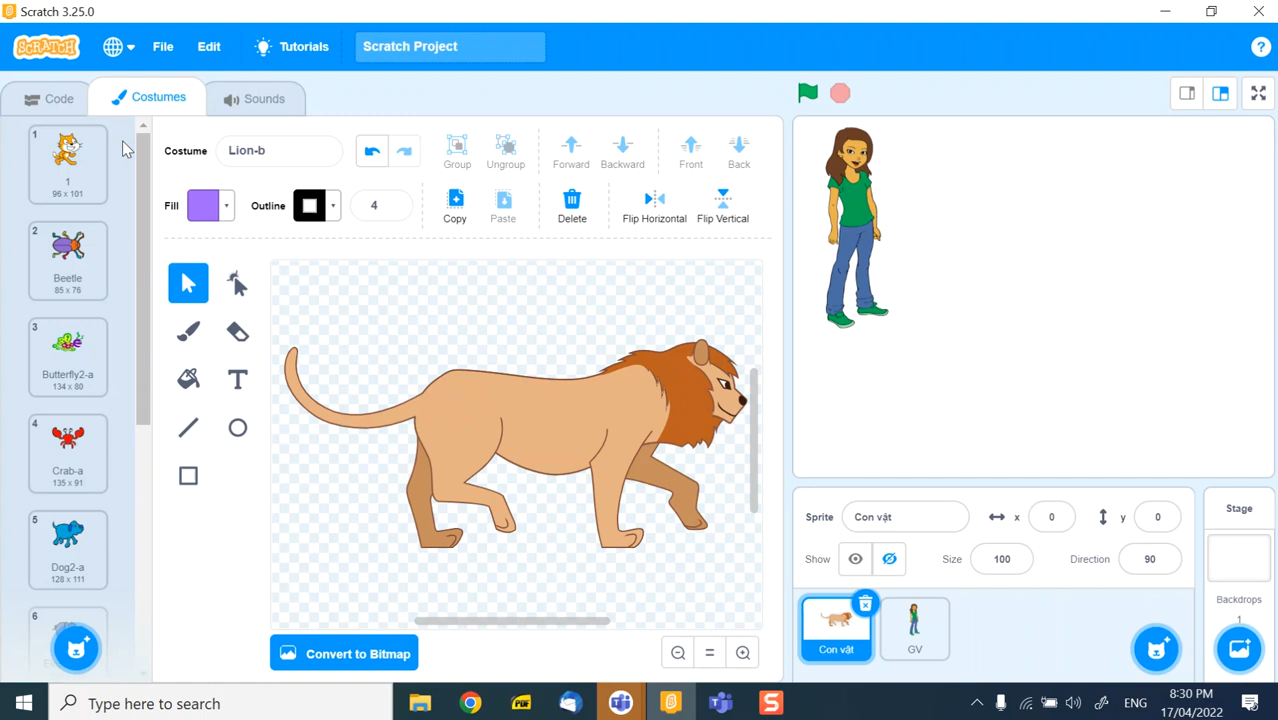 Scratch 3.25.0
SCRATCH File Edit Tutorials Scratch Project ?
Code Costumes Sounds
1
1
96 x 101
2
Beetle
85 x 76
3
Butterfly2-a
134 x 80
4
Crab-a
135 x 91
5
Dog2-a
128 x 111
6
Costume Lion-b Group Ungroup Forward Backward Front Back
Fill Outline 4 Copy Paste Delete Flip Horizontal Flip Vertical
T
Convert to Bitmap
Sprite Con vật x 0 y 0
Show Size 100 Direction 90
Con vật GV
Stage
Backdrops
1
Type here to search
PDF
S
ENG
8:30 PM
17/04/2022